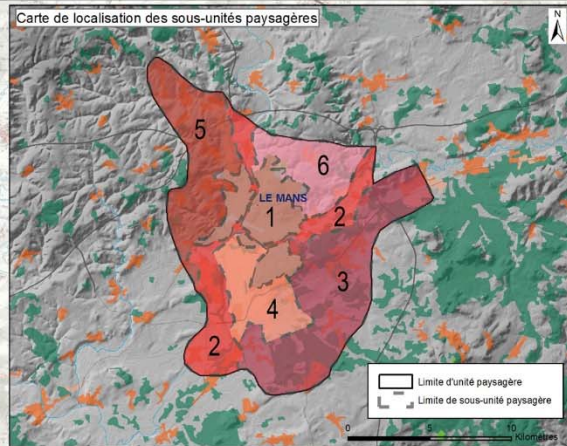 Carte de localisation des sous-unités paysagères
N
5
6
LE MANS
1
2
3
4
2
Limite d'unité paysagère
Limite de sous-unité paysagère
0 5 10
Kilomètres